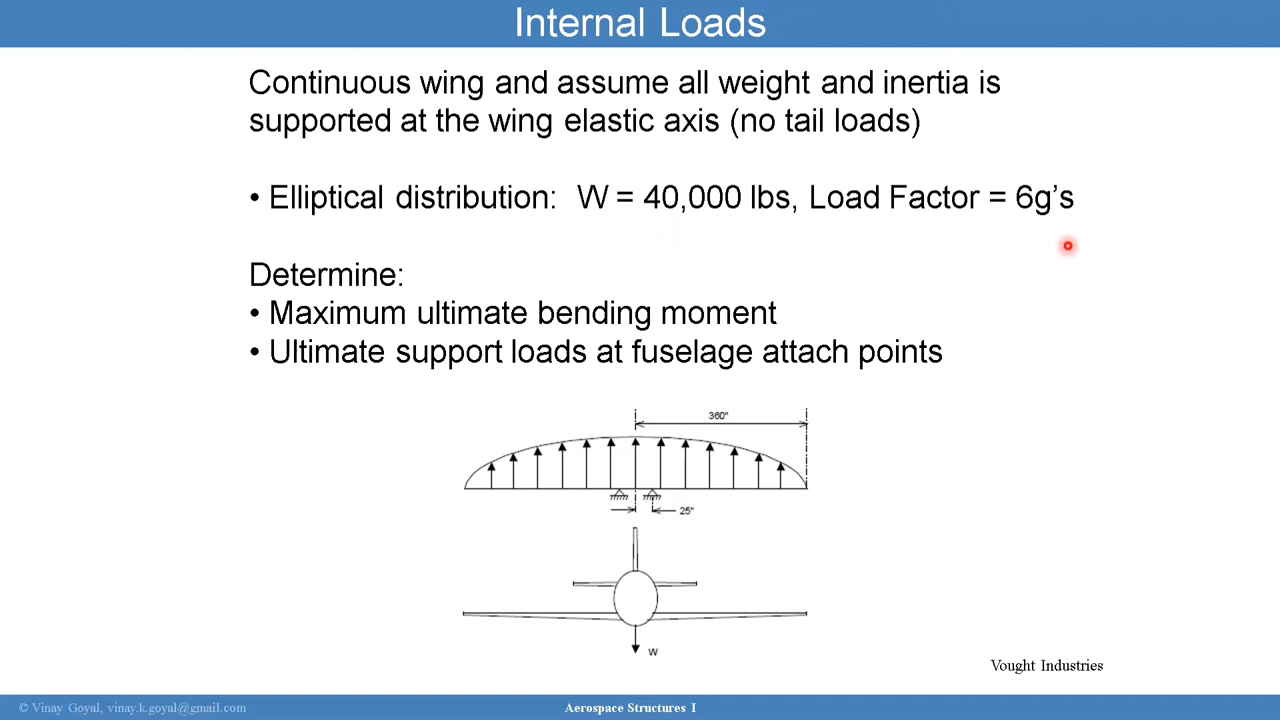 Internal Loads
Continuous wing and assume all weight and inertia is
supported at the wing elastic axis (no tail loads)
• Elliptical distribution: W = 40,000 lbs, Load Factor = 6g’s
Determine:
• Maximum ultimate bending moment
• Ultimate support loads at fuselage attach points
360"
25"
W
Vought Industries
© Vinay Goyal, vinay.k.goyal@gmail.com
Aerospace Structures I